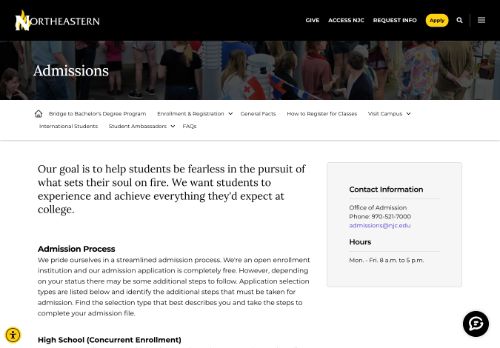 NORTHEASTERN
GIVE ACCESS NJC REQUEST INFO Apply
Admissions
Bridge to Bachelor's Degree Program Enrollment & Registration General Facts How to Register for Classes Visit Campus
International Students Student Ambassadors FAQs
Our goal is to help students be fearless in the pursuit of
what sets their soul on fire. We want students to
experience and achieve everything they'd expect at
college.
Admission Process
We pride ourselves in a streamlined admission process. We're an open enrollment
institution and our admission application is completely free. However, depending
on your status there may be some additional steps to follow. Application selection
types are listed below and identify the additional steps that must be taken for
admission. Find the selection type that best describes you and take the steps to
complete your admission file.
High School (Concurrent Enrollment)
Contact Information
Office of Admission
Phone: 970-521-7000
admissions@njc.edu
Hours
Mon. - Fri. 8 a.m. to 5 p.m.